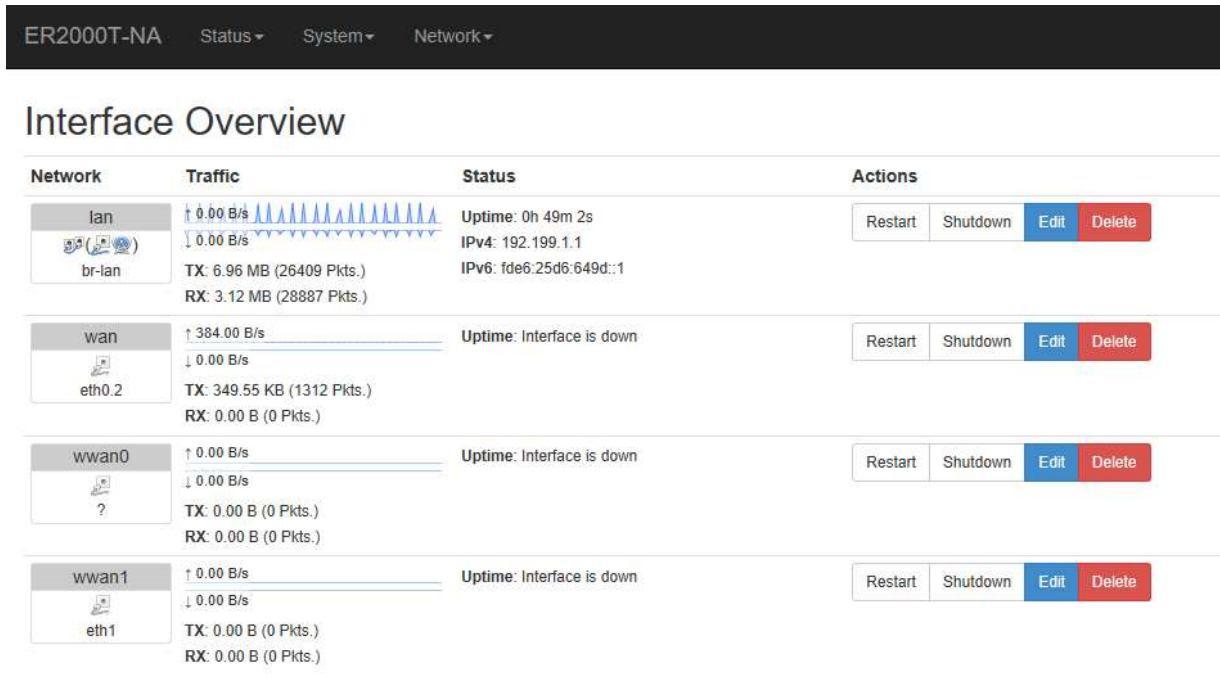 ER2000T-NA Status System Network
Interface Overview
Network Traffic Status Actions
lan
br-lan
↑ 0.00 B/s
↓ 0.00 B/s
TX: 6.96 MB (26409 Pkts.)
RX: 3.12 MB (28887 Pkts.)
Uptime: 0h 49m 2s
IPv4: 192.199.1.1
IPv6: fde6:25d6:649d::1
Restart Shutdown Edit Delete
wan
eth0.2
↑ 384.00 B/s
↓ 0.00 B/s
TX: 349.55 KB (1312 Pkts.)
RX: 0.00 B (0 Pkts.)
Uptime: Interface is down
Restart Shutdown Edit Delete
wwan0
?
↑ 0.00 B/s
↓ 0.00 B/s
TX: 0.00 B (0 Pkts.)
RX: 0.00 B (0 Pkts.)
Uptime: Interface is down
Restart Shutdown Edit Delete
wwan1
eth1
↑ 0.00 B/s
↓ 0.00 B/s
TX: 0.00 B (0 Pkts.)
RX: 0.00 B (0 Pkts.)
Uptime: Interface is down
Restart Shutdown Edit Delete